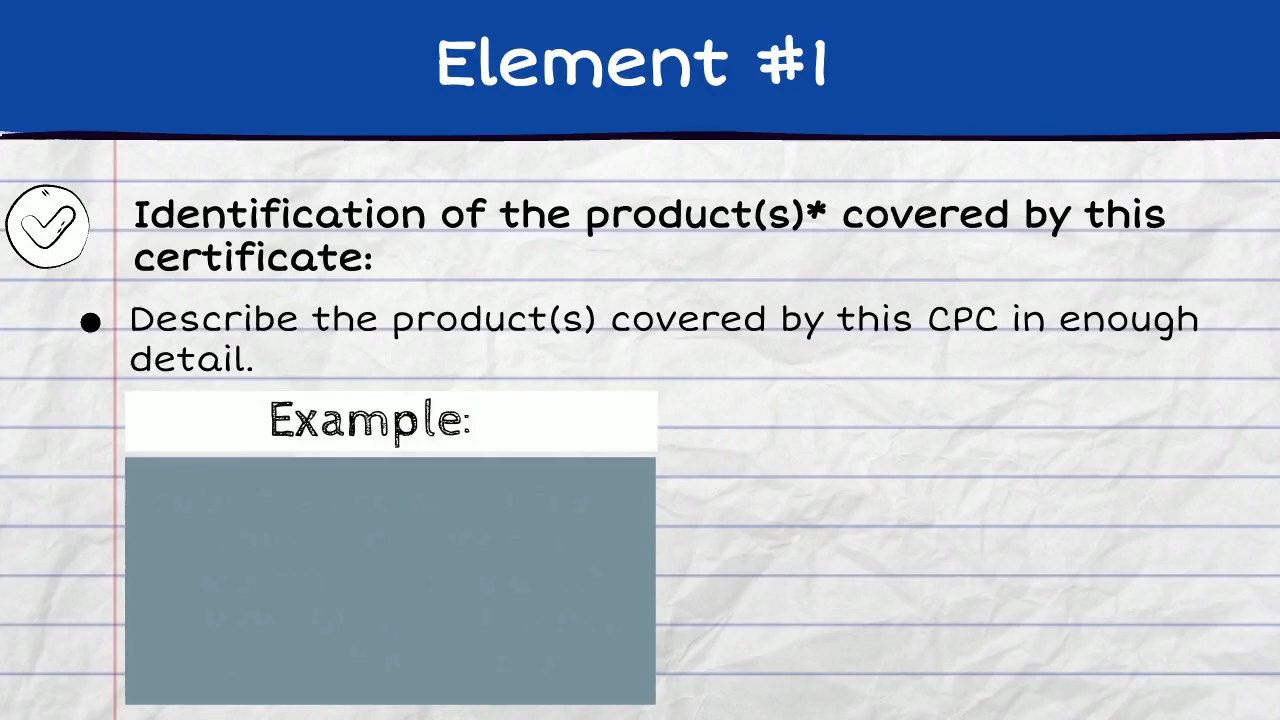 Element #1
Identification of the product(s)* covered by this
certificate:
● Describe the product(s) covered by this CPC in enough
detail.
Example: